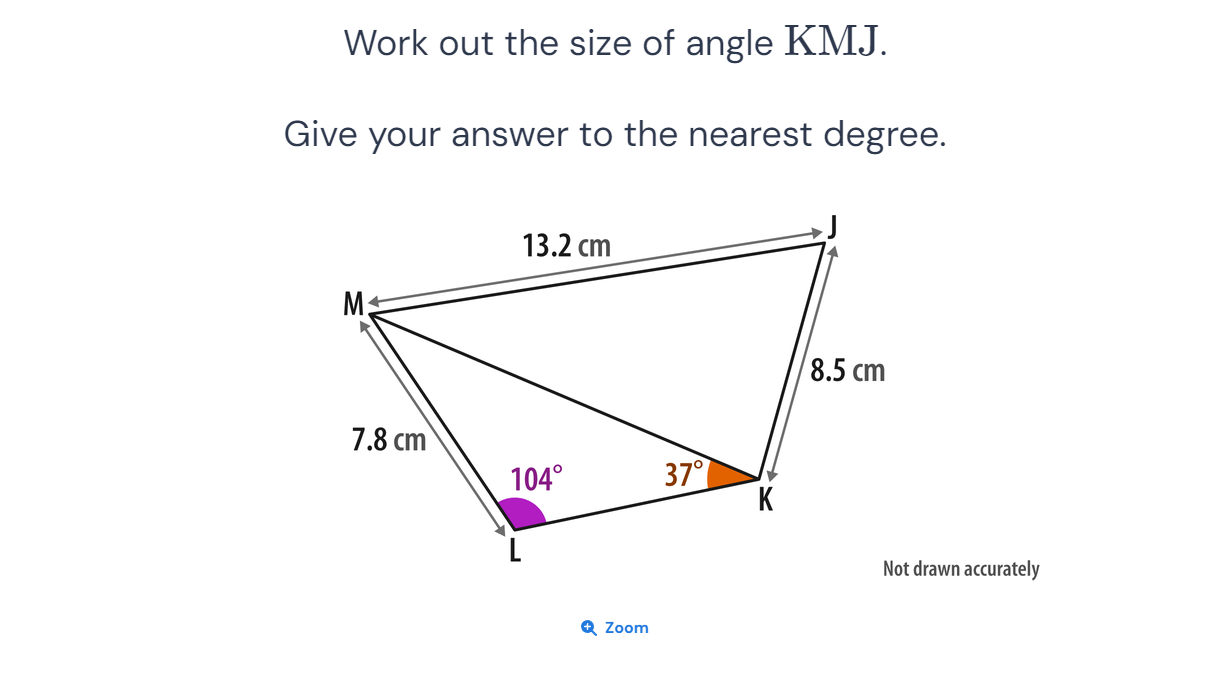 Work out the size of angle KMJ.
Give your answer to the nearest degree.
J
13.2 cm
M
8.5 cm
7.8 cm
104°
37°
K
L
Not drawn accurately
Zoom